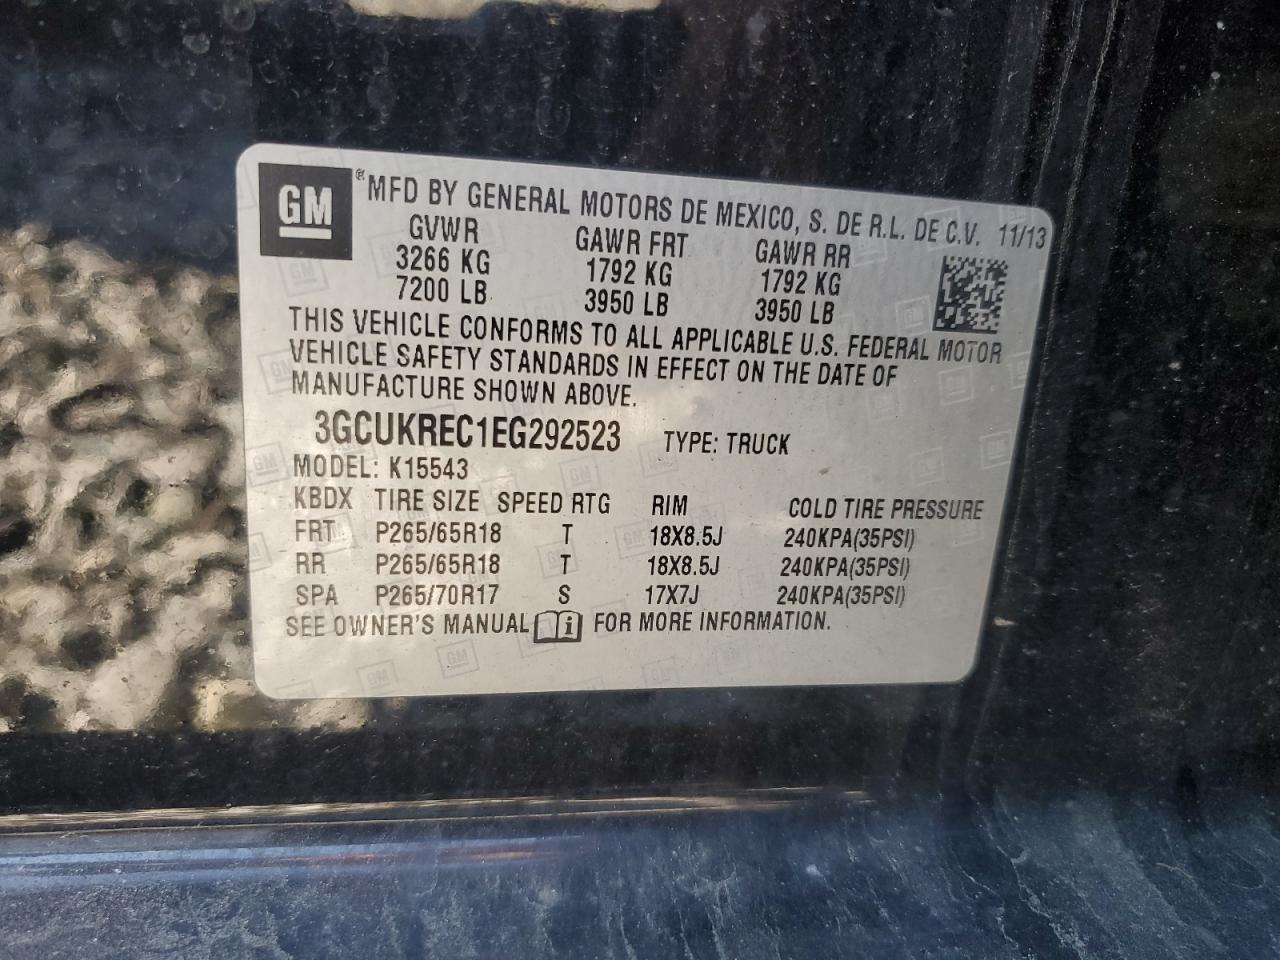 GM ® MFD BY GENERAL MOTORS DE MEXICO, S. DE R.L. DE C.V. 11/13
GVWR GAWR FRT GAWR RR
3266 KG 1792 KG 1792 KG
7200 LB 3950 LB 3950 LB
THIS VEHICLE CONFORMS TO ALL APPLICABLE U.S. FEDERAL MOTOR
VEHICLE SAFETY STANDARDS IN EFFECT ON THE DATE OF
MANUFACTURE SHOWN ABOVE.
3GCUKREC1EG292523 TYPE: TRUCK
MODEL: K15543
KBDX TIRE SIZE SPEED RTG RIM COLD TIRE PRESSURE
FRT P265/65R18 T 18X8.5J 240KPA(35PSI)
RR P265/65R18 T 18X8.5J 240KPA(35PSI)
SPA P265/70R17 S 17X7J 240KPA(35PSI)
SEE OWNER'S MANUAL i FOR MORE INFORMATION.